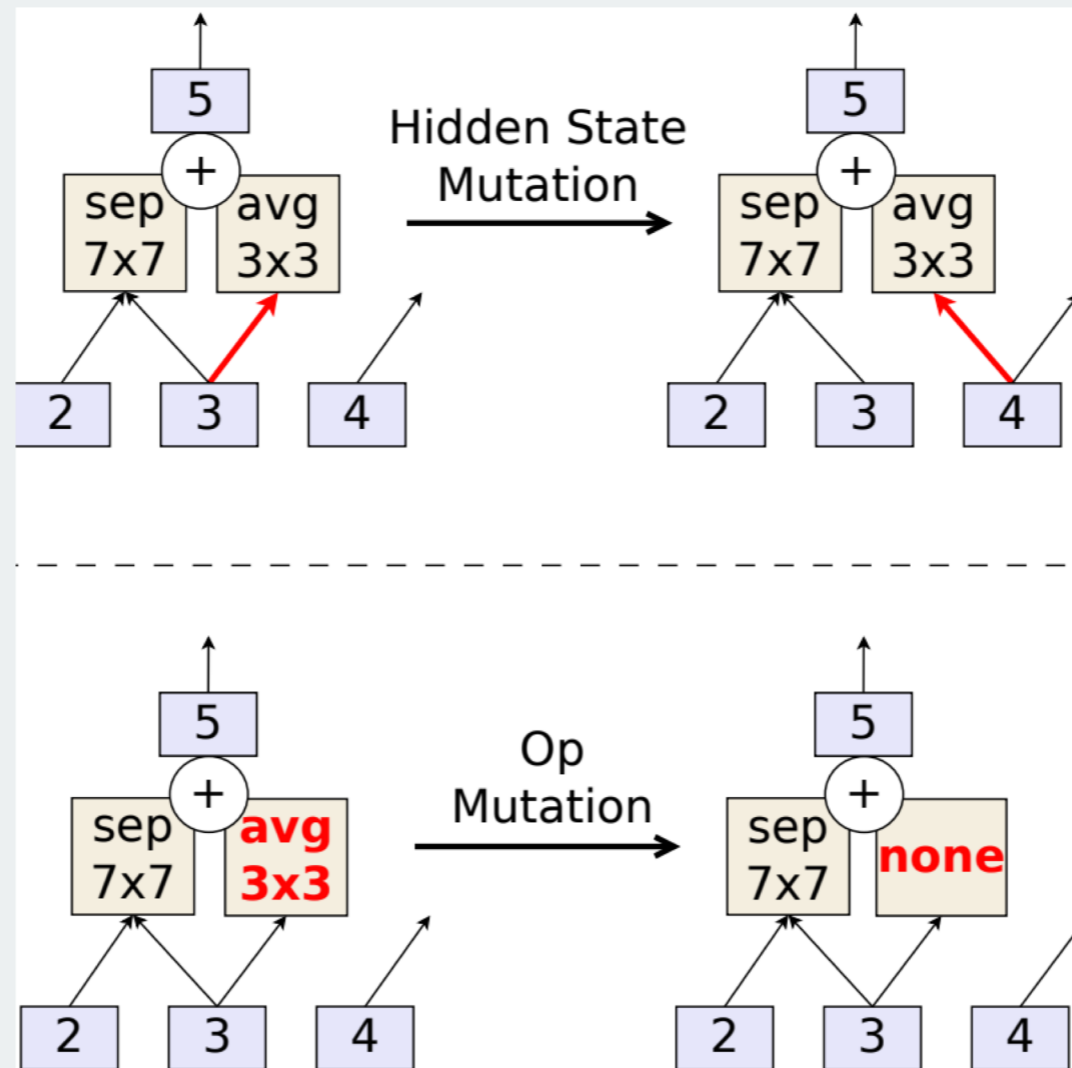 5
5
Hidden State
Mutation
+
+
sep
7x7
avg
3x3
sep
7x7
avg
3x3
2
3
4
2
3
4
5
5
Op
Mutation
+
+
sep
7x7
avg
3x3
sep
7x7
none
2
3
4
2
3
4